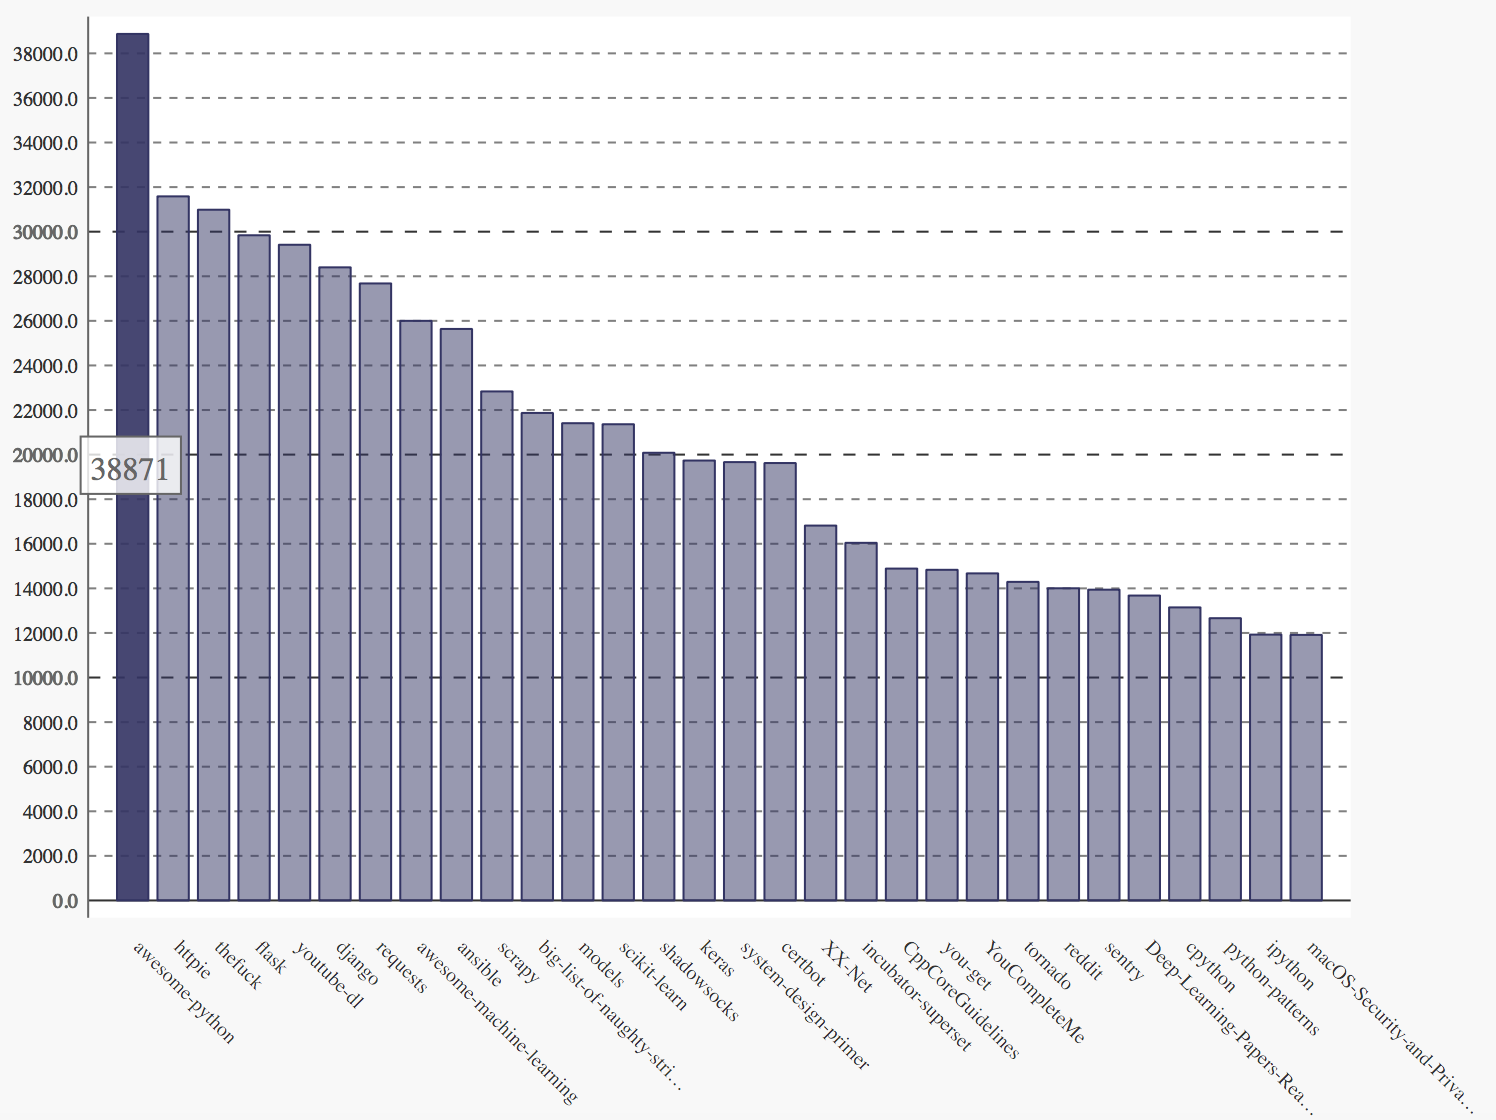 38000.0
36000.0
34000.0
32000.0
30000.0
28000.0
26000.0
24000.0
22000.0
20000.0
18000.0
16000.0
14000.0
12000.0
10000.0
8000.0
6000.0
4000.0
2000.0
0.0
38871
awesome-python
httpie
thefuck
flask
youtube-dl
django
requests
awesome-machine-learning
ansible
scrapy
big-list-of-naughty-stri…
models
scikit-learn
shadowsocks
keras
system-design-primer
certbot
XX-Net
incubator-superset
CppCoreGuidelines
you-get
YouCompleteMe
tornado
reddit
sentry
Deep-Learning-Papers-Rea…
cpython
python-patterns
ipython
macOS-Security-and-Priva…